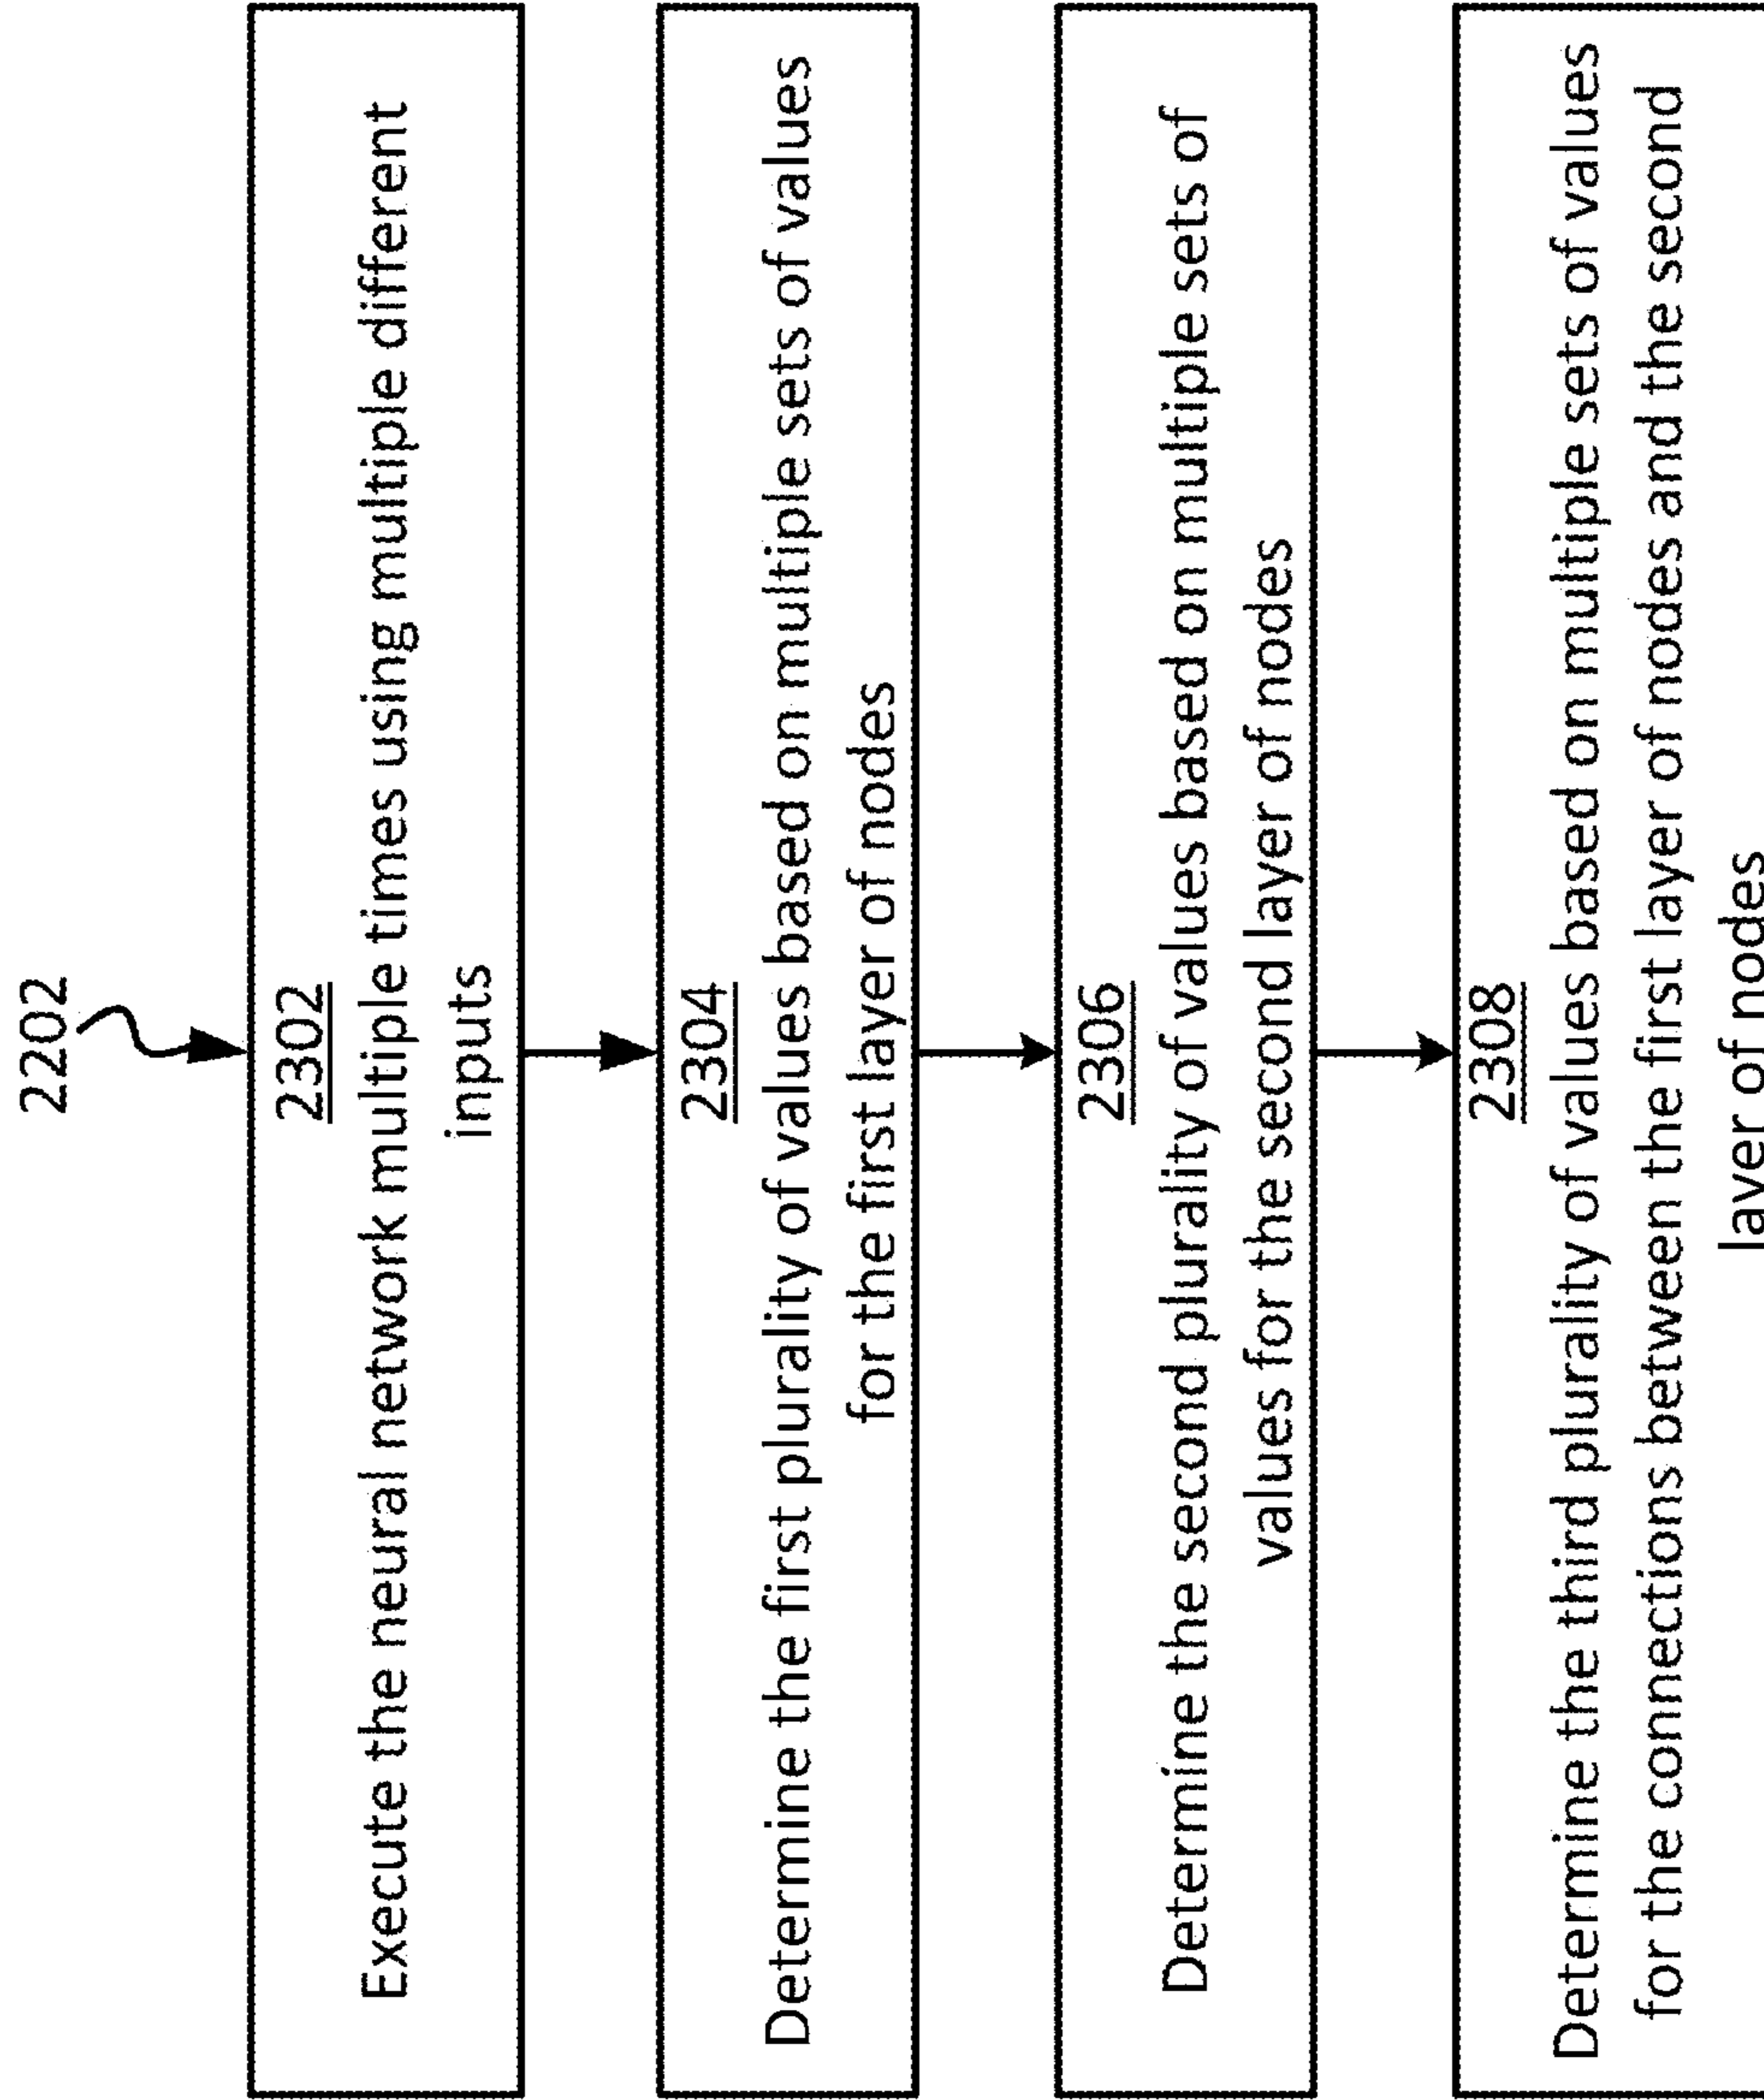 2202
2302
Execute the neural network multiple times using multiple different
inputs
2304
Determine the first plurality of values based on multiple sets of values
for the first layer of nodes
2306
Determine the second plurality of values based on multiple sets of
values for the second layer of nodes
2308
Determine the third plurality of values based on multiple sets of values
for the connections between the first layer of nodes and the second
layer of nodes